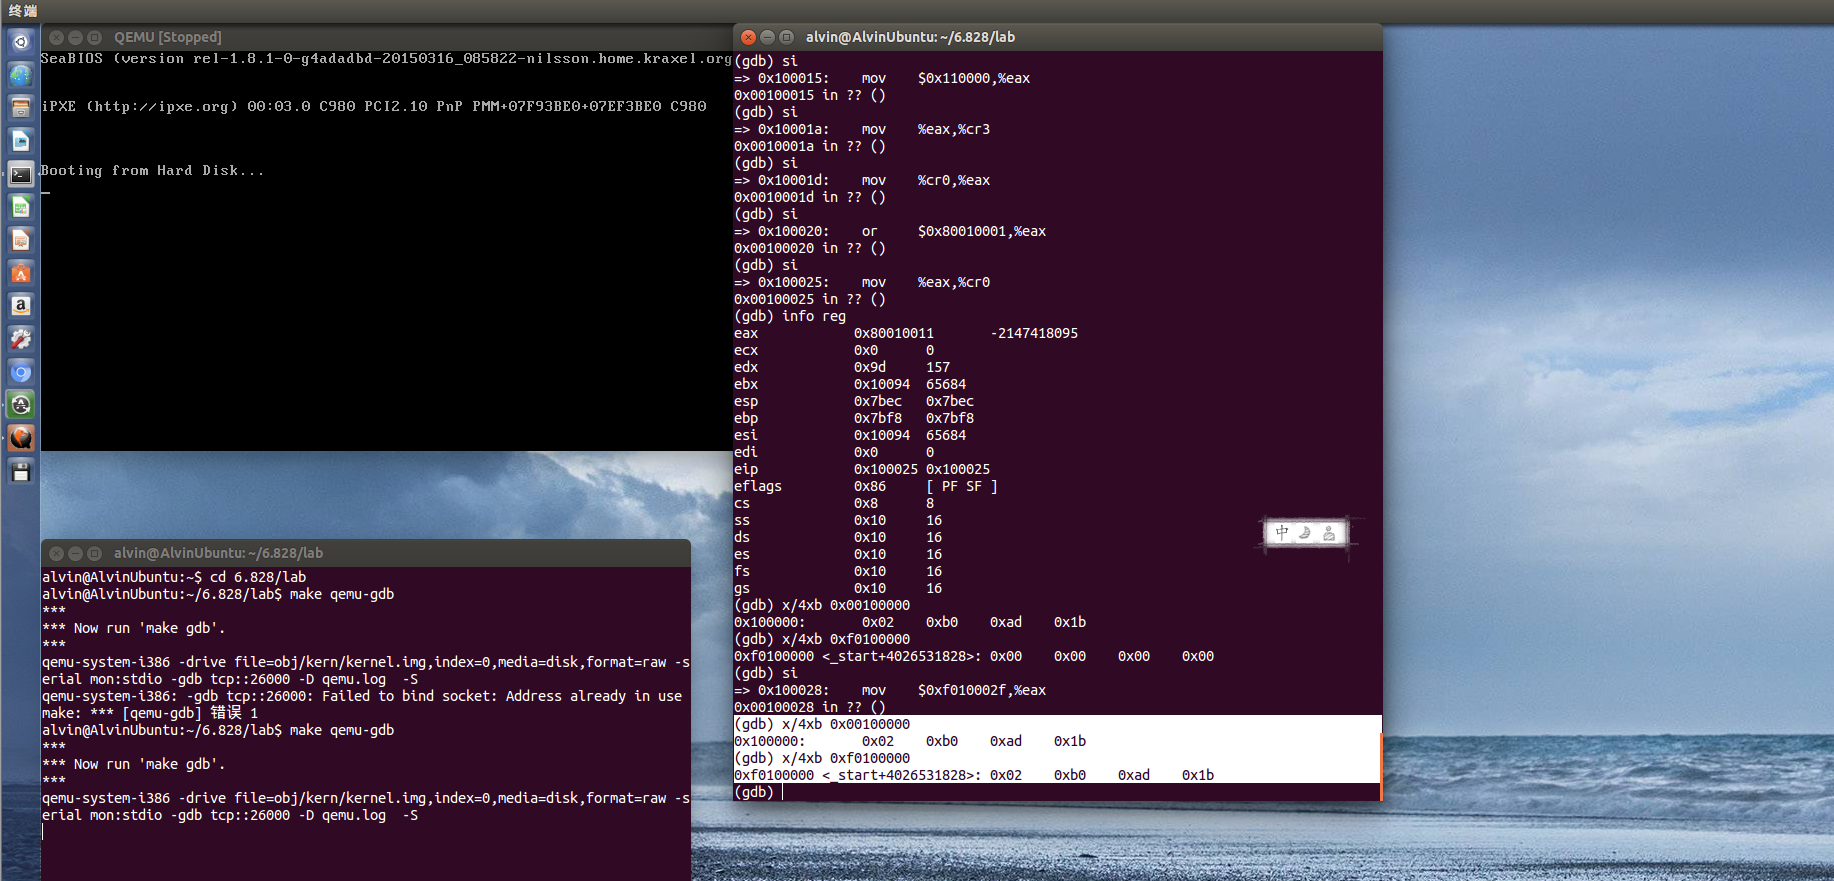 终端
QEMU [Stopped]
SeaBIOS (version rel-1.8.1-0-g4adadbd-20150316_085822-nilsson.home.kraxel.org
iPXE (http://ipxe.org) 00:03.0 C980 PCI2.10 PnP PMM+07F93BE0+07EF3BE0 C980
Booting from Hard Disk...
alvin@AlvinUbuntu: ~/6.828/lab
alvin@AlvinUbuntu:~$ cd 6.828/lab
alvin@AlvinUbuntu:~/6.828/lab$ make qemu-gdb
***
*** Now run 'make gdb'.
***
qemu-system-i386 -drive file=obj/kern/kernel.img,index=0,media=disk,format=raw -s
erial mon:stdio -gdb tcp::26000 -D qemu.log  -S
qemu-system-i386: -gdb tcp::26000: Failed to bind socket: Address already in use
make: *** [qemu-gdb] 错误 1
alvin@AlvinUbuntu:~/6.828/lab$ make qemu-gdb
***
*** Now run 'make gdb'.
***
qemu-system-i386 -drive file=obj/kern/kernel.img,index=0,media=disk,format=raw -s
erial mon:stdio -gdb tcp::26000 -D qemu.log  -S
alvin@AlvinUbuntu: ~/6.828/lab
(gdb) si
=> 0x100015:    mov    $0x110000,%eax
0x00100015 in ?? ()
(gdb) si
=> 0x10001a:    mov    %eax,%cr3
0x0010001a in ?? ()
(gdb) si
=> 0x10001d:    mov    %cr0,%eax
0x0010001d in ?? ()
(gdb) si
=> 0x100020:    or     $0x80010001,%eax
0x00100020 in ?? ()
(gdb) si
=> 0x100025:    mov    %eax,%cr0
0x00100025 in ?? ()
(gdb) info reg
eax            0x80010011       -2147418095
ecx            0x0      0
edx            0x9d     157
ebx            0x10094  65684
esp            0x7bec   0x7bec
ebp            0x7bf8   0x7bf8
esi            0x10094  65684
edi            0x0      0
eip            0x100025 0x100025
eflags         0x86     [ PF SF ]
cs             0x8      8
ss             0x10     16
ds             0x10     16
es             0x10     16
fs             0x10     16
gs             0x10     16
(gdb) x/4xb 0x00100000
0x100000:       0x02    0xb0    0xad    0x1b
(gdb) x/4xb 0xf0100000
0xf0100000 <_start+4026531828>: 0x00    0x00    0x00    0x00
(gdb) si
=> 0x100028:    mov    $0xf010002f,%eax
0x00100028 in ?? ()
(gdb) x/4xb 0x00100000
0x100000:       0x02    0xb0    0xad    0x1b
(gdb) x/4xb 0xf0100000
0xf0100000 <_start+4026531828>: 0x02    0xb0    0xad    0x1b
(gdb)
中